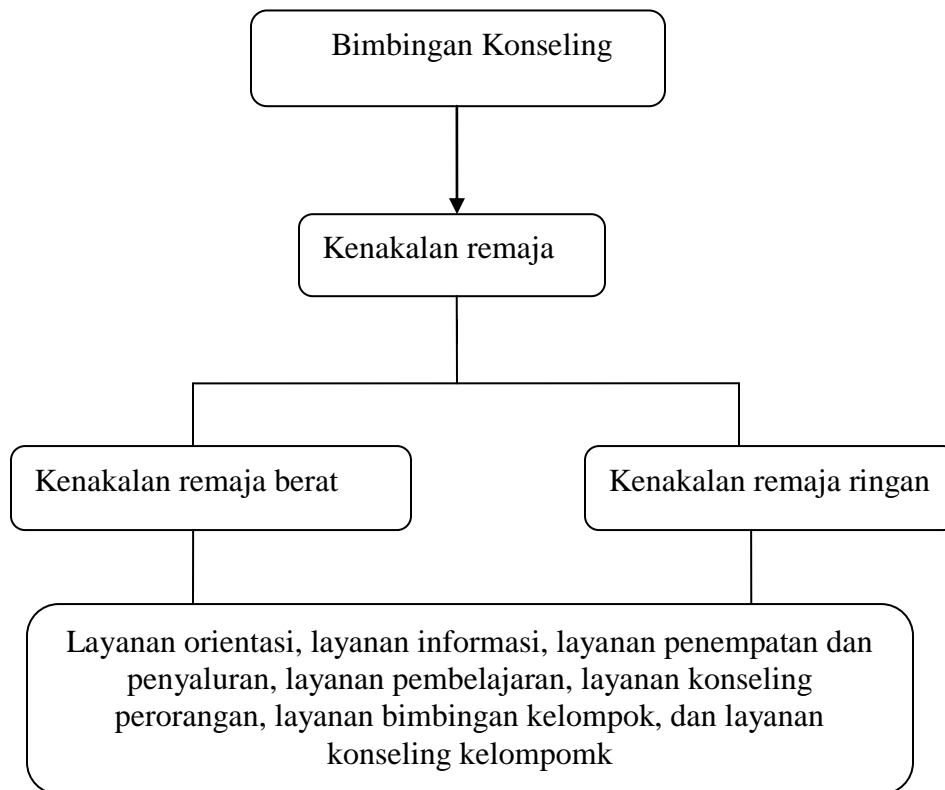 Bimbingan Konseling
Kenakalan remaja
Kenakalan remaja berat
Kenakalan remaja ringan
Layanan orientasi, layanan informasi, layanan penempatan dan
penyaluran, layanan pembelajaran, layanan konseling
perorangan, layanan bimbingan kelompok, dan layanan
konseling kelompomk